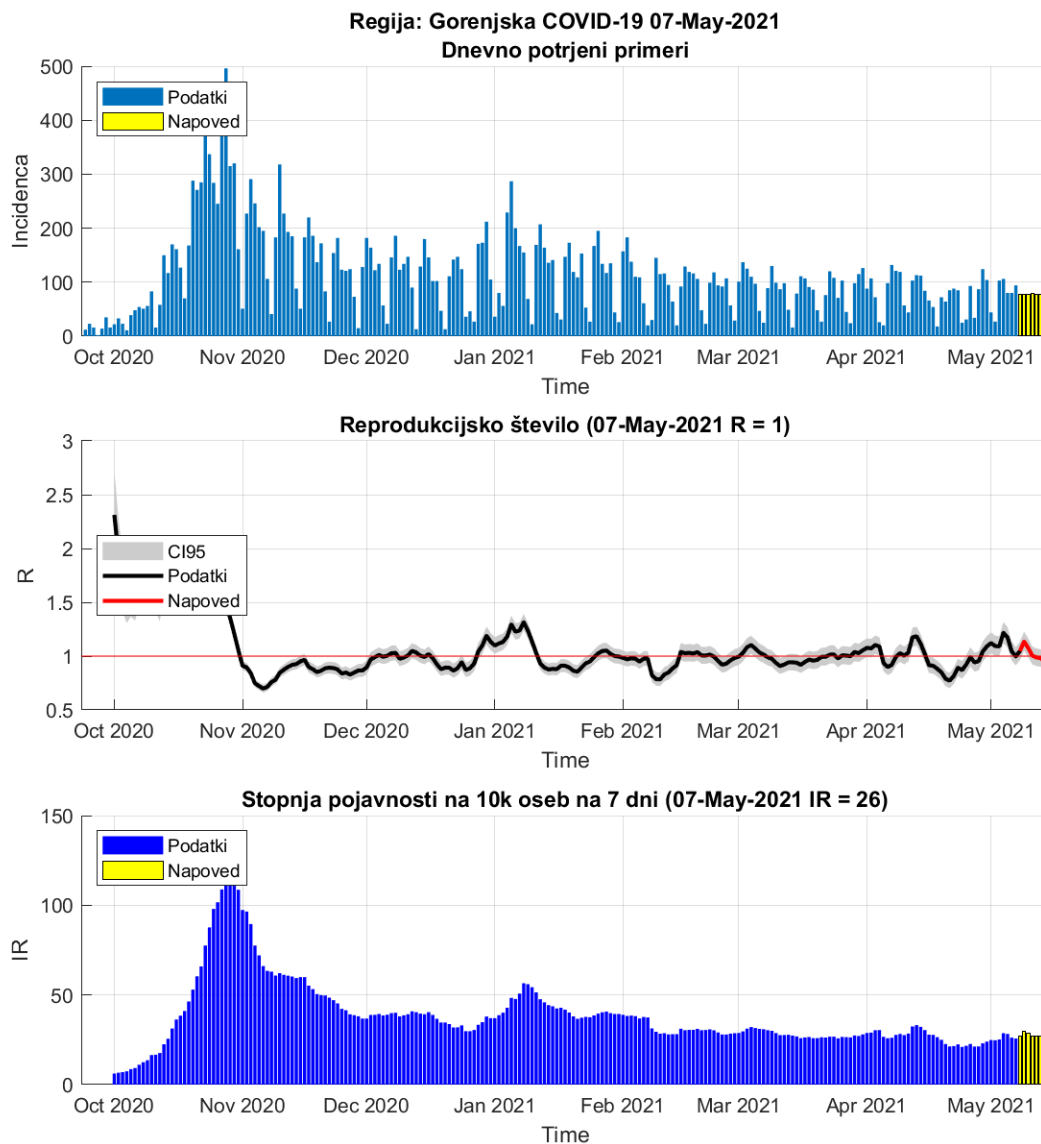 Regija: Gorenjska COVID-19 07-May-2021
Dnevno potrjeni primeri
500
400
300
200
100
0
Incidenca
Podatki
Napoved
Oct 2020 Nov 2020 Dec 2020 Jan 2021 Feb 2021 Mar 2021 Apr 2021 May 2021
Time
Reprodukcijsko število (07-May-2021 R = 1)
3
2.5
2
1.5
1
0.5
R
CI95
Podatki
Napoved
Oct 2020 Nov 2020 Dec 2020 Jan 2021 Feb 2021 Mar 2021 Apr 2021 May 2021
Time
Stopnja pojavnosti na 10k oseb na 7 dni (07-May-2021 IR = 26)
150
100
50
0
IR
Podatki
Napoved
Oct 2020 Nov 2020 Dec 2020 Jan 2021 Feb 2021 Mar 2021 Apr 2021 May 2021
Time